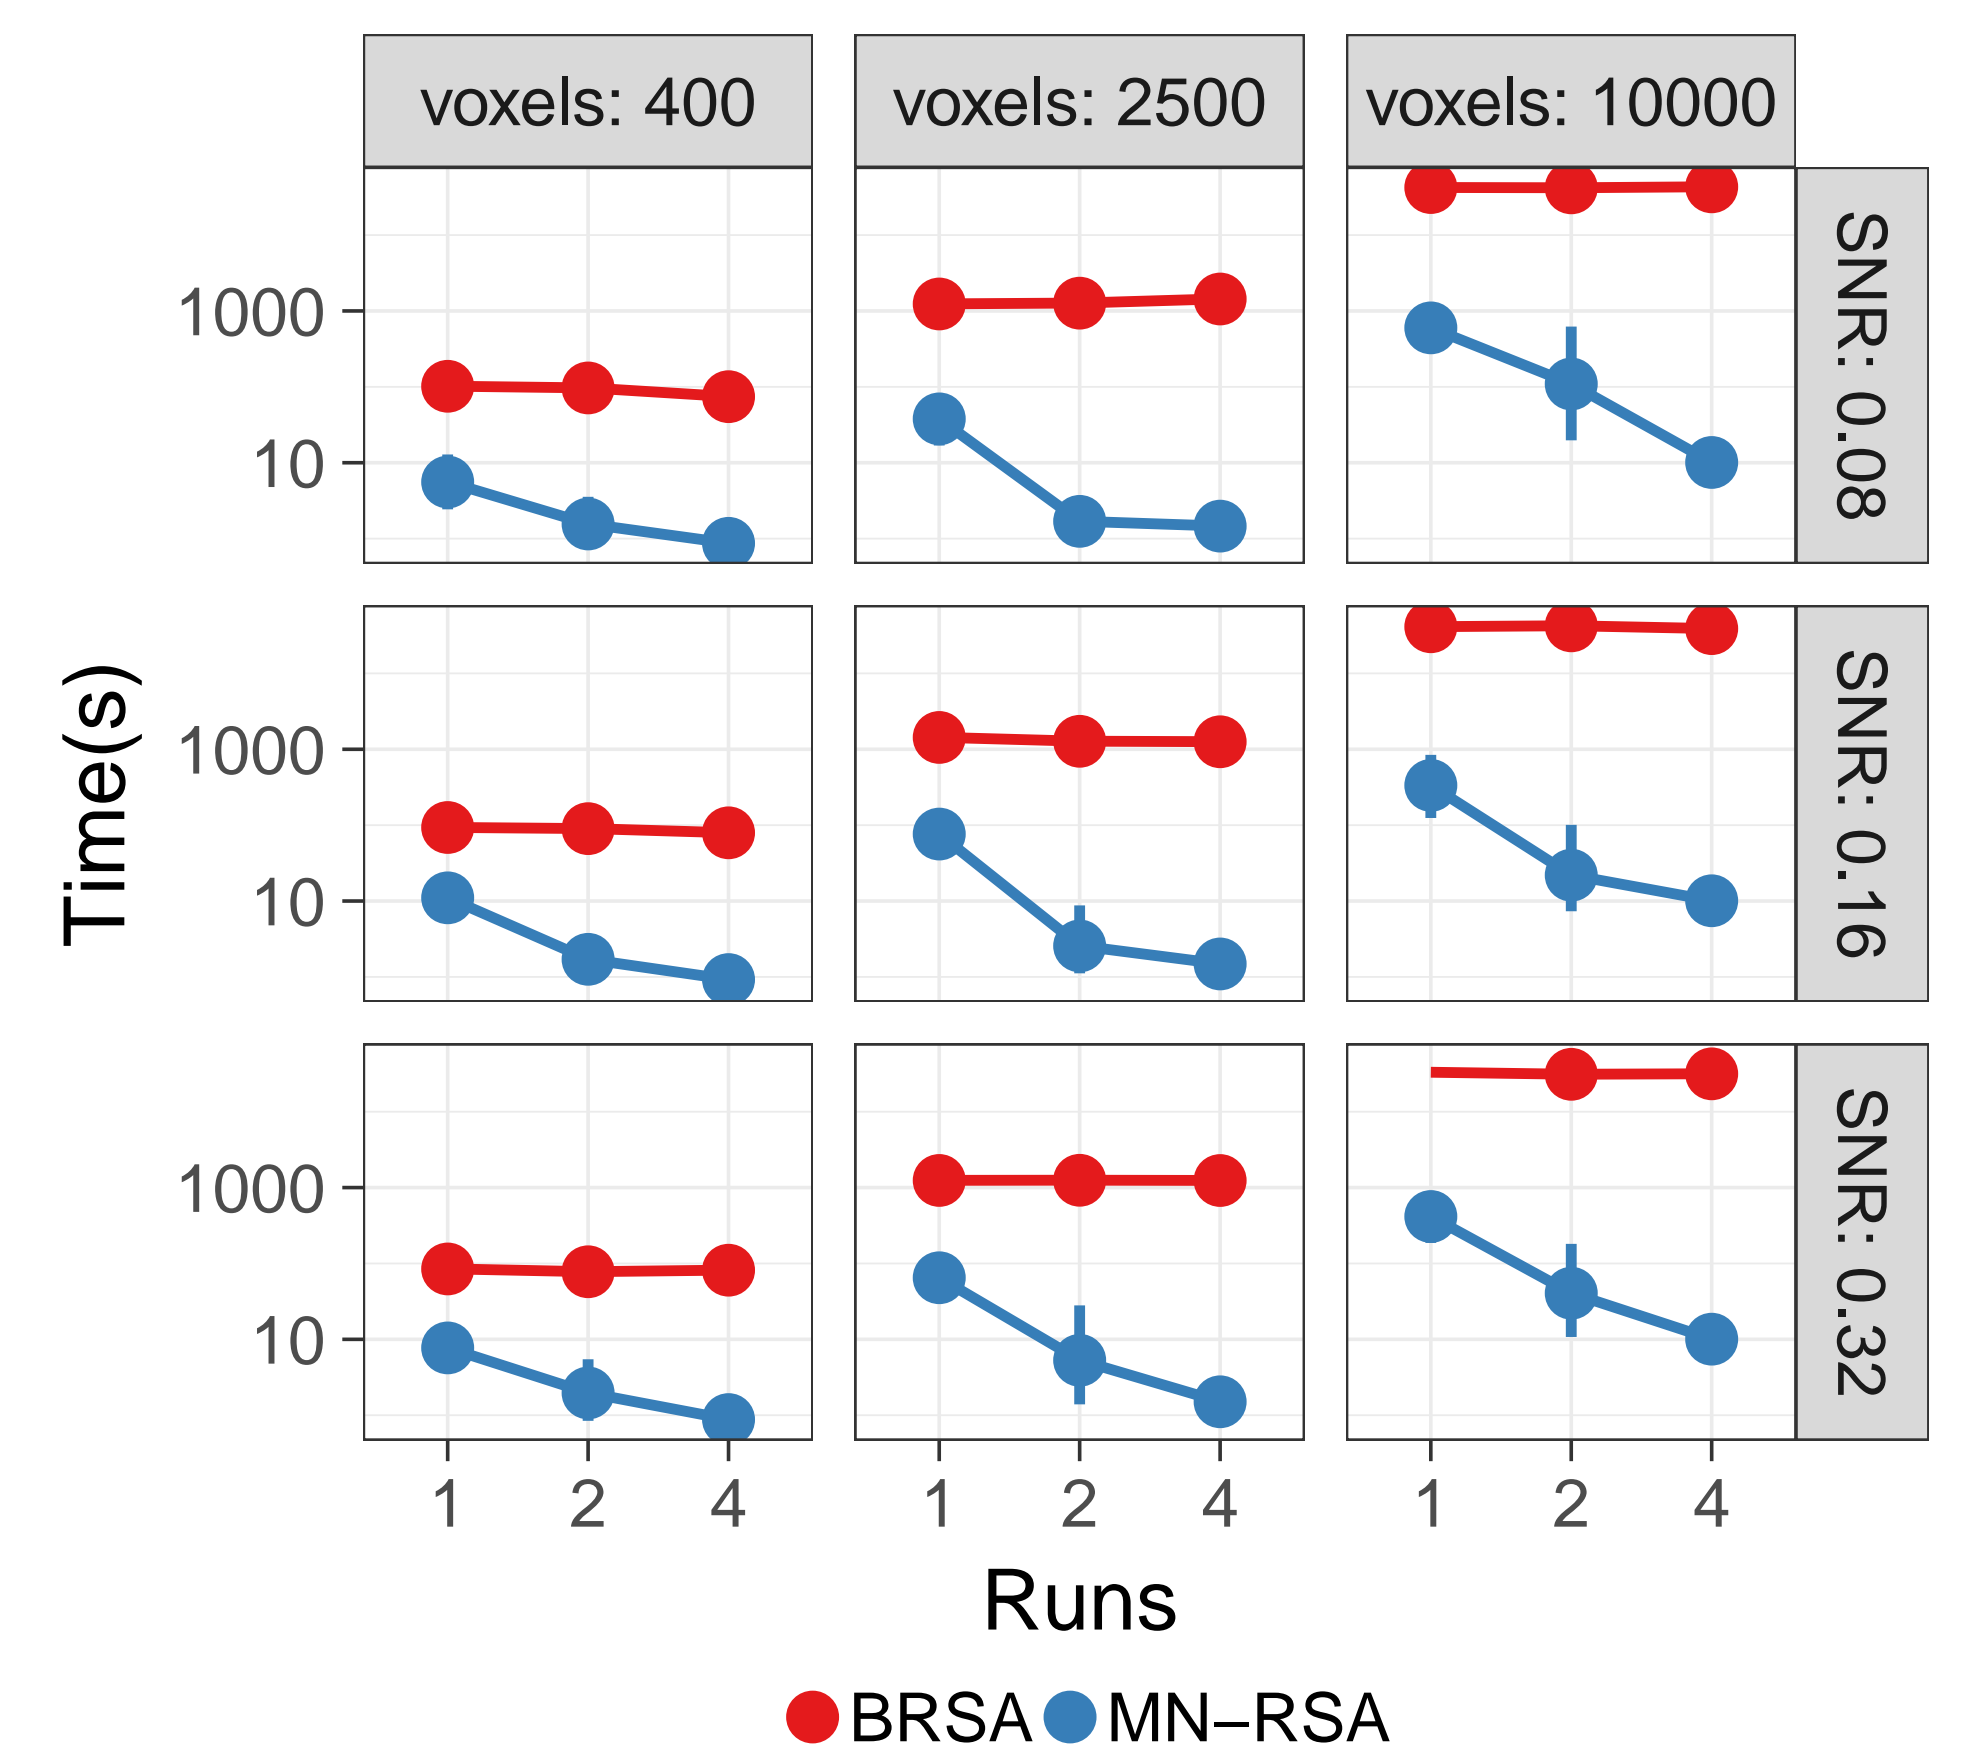 voxels: 400 voxels: 2500 voxels: 10000
1000
10
SNR: 0.08
Time(s)
1000
10
SNR: 0.16
1000
10
SNR: 0.32
1 2 4 1 2 4 1 2 4
Runs
BRSA MN–RSA